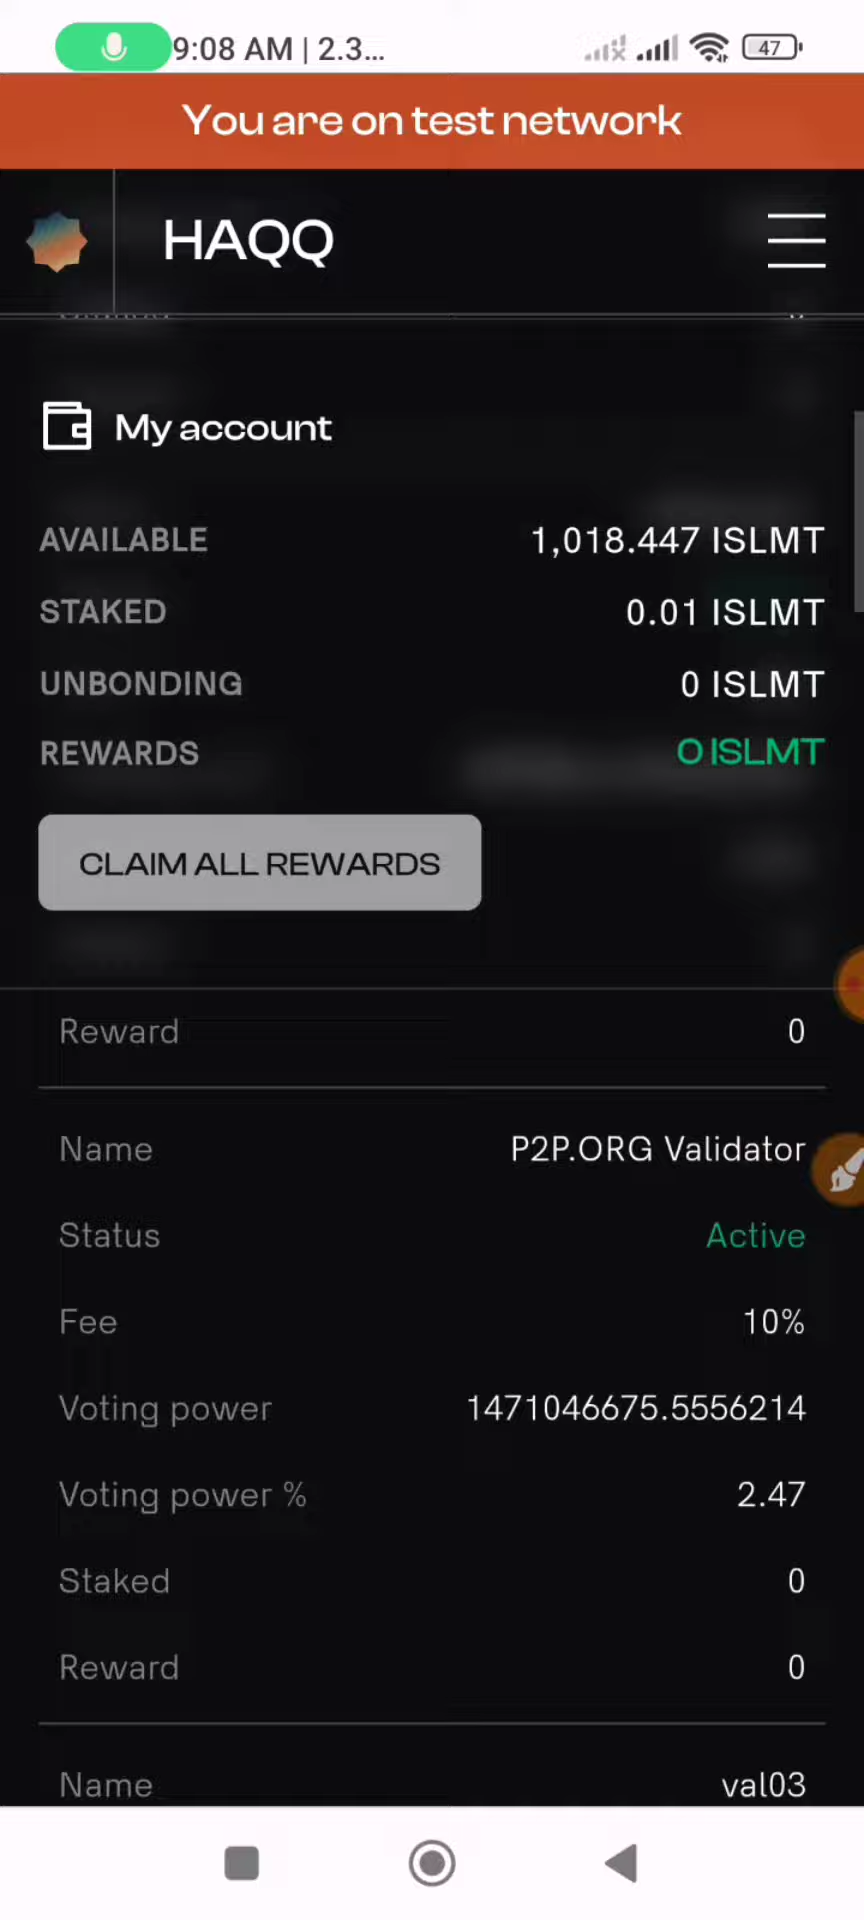 9:08 AM | 2.3...
47
You are on test network
HAQQ
My account
AVAILABLE 1,018.447 ISLMT
STAKED 0.01 ISLMT
UNBONDING 0 ISLMT
REWARDS 0 ISLMT
CLAIM ALL REWARDS
Reward 0
Name P2P.ORG Validator
Status Active
Fee 10%
Voting power 1471046675.5556214
Voting power % 2.47
Staked 0
Reward 0
Name val03